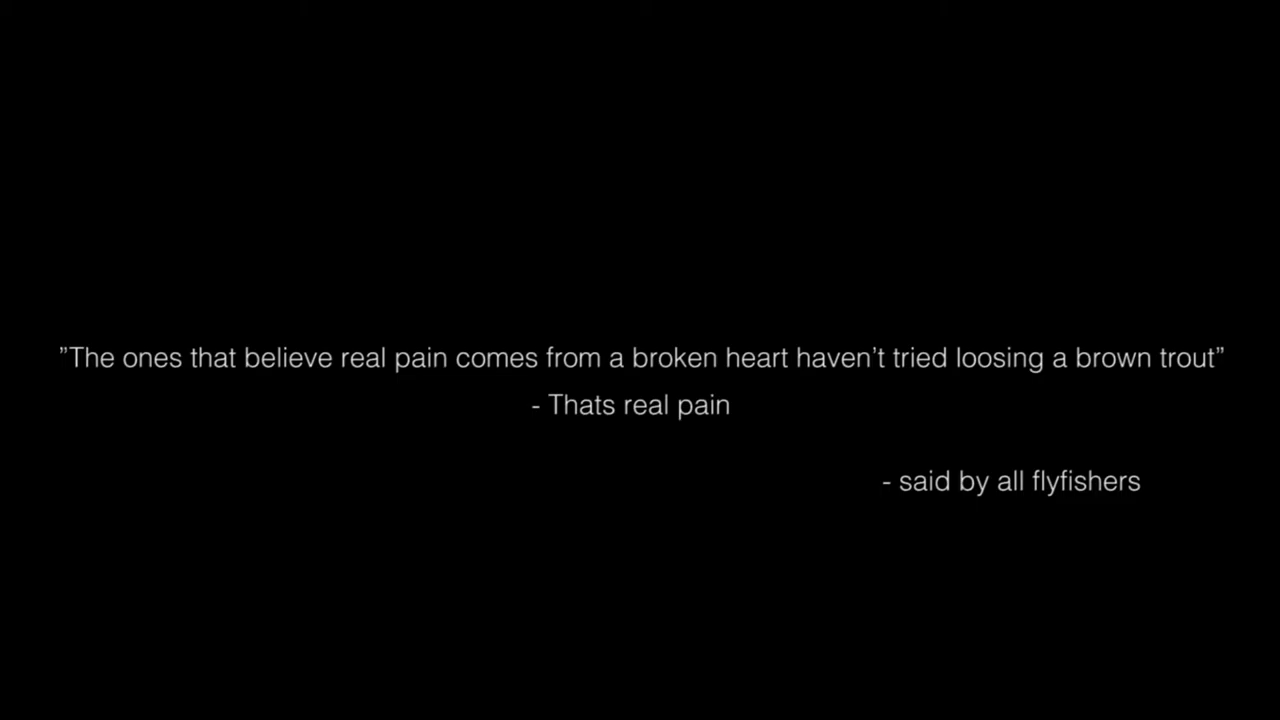 ”The ones that believe real pain comes from a broken heart haven’t tried loosing a brown trout”
- Thats real pain
- said by all flyfishers